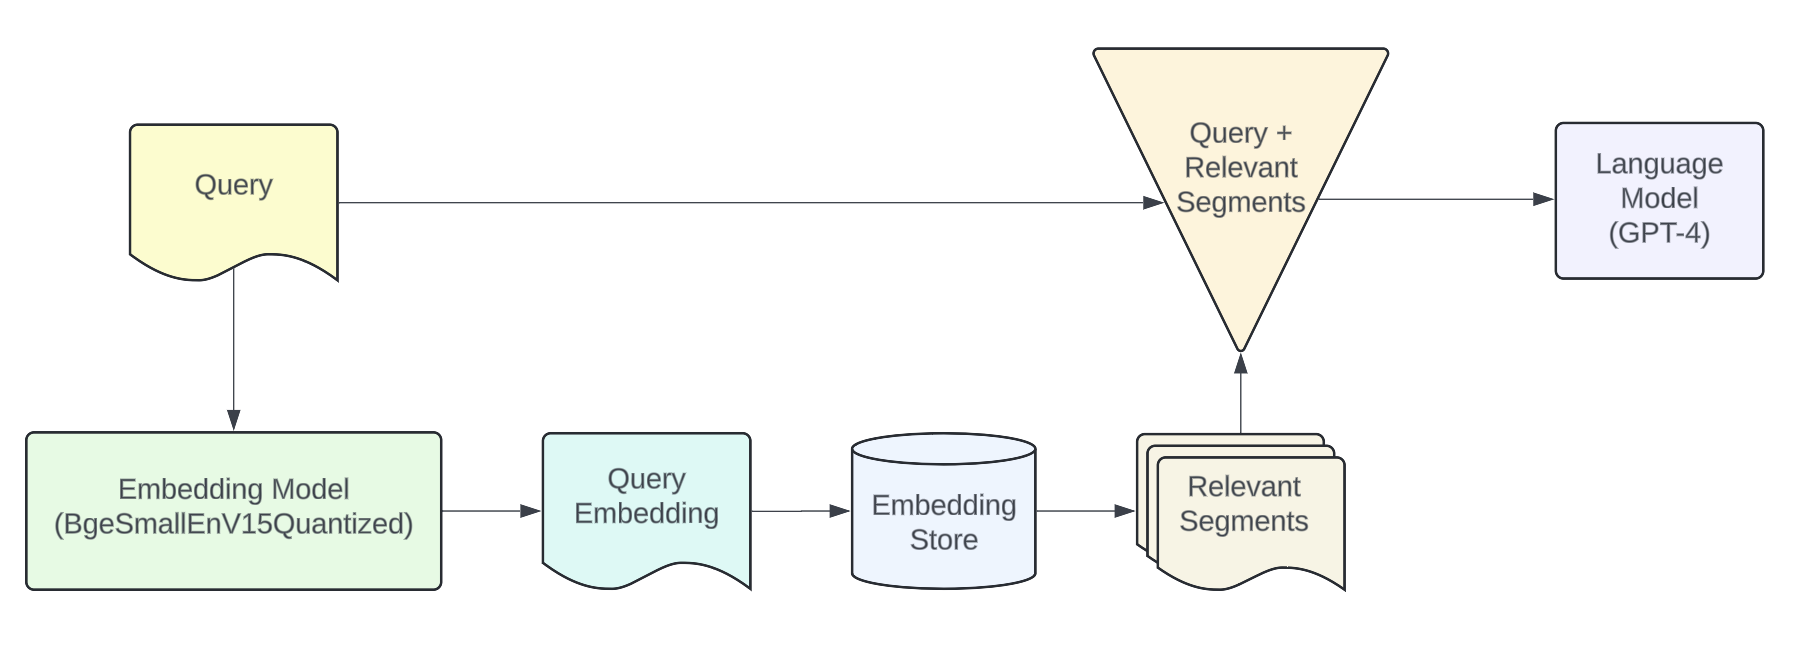 Query
Query +
Relevant
Segments
Language
Model
(GPT-4)
Embedding Model
(BgeSmallEnV15Quantized)
Query
Embedding
Embedding
Store
Relevant
Segments